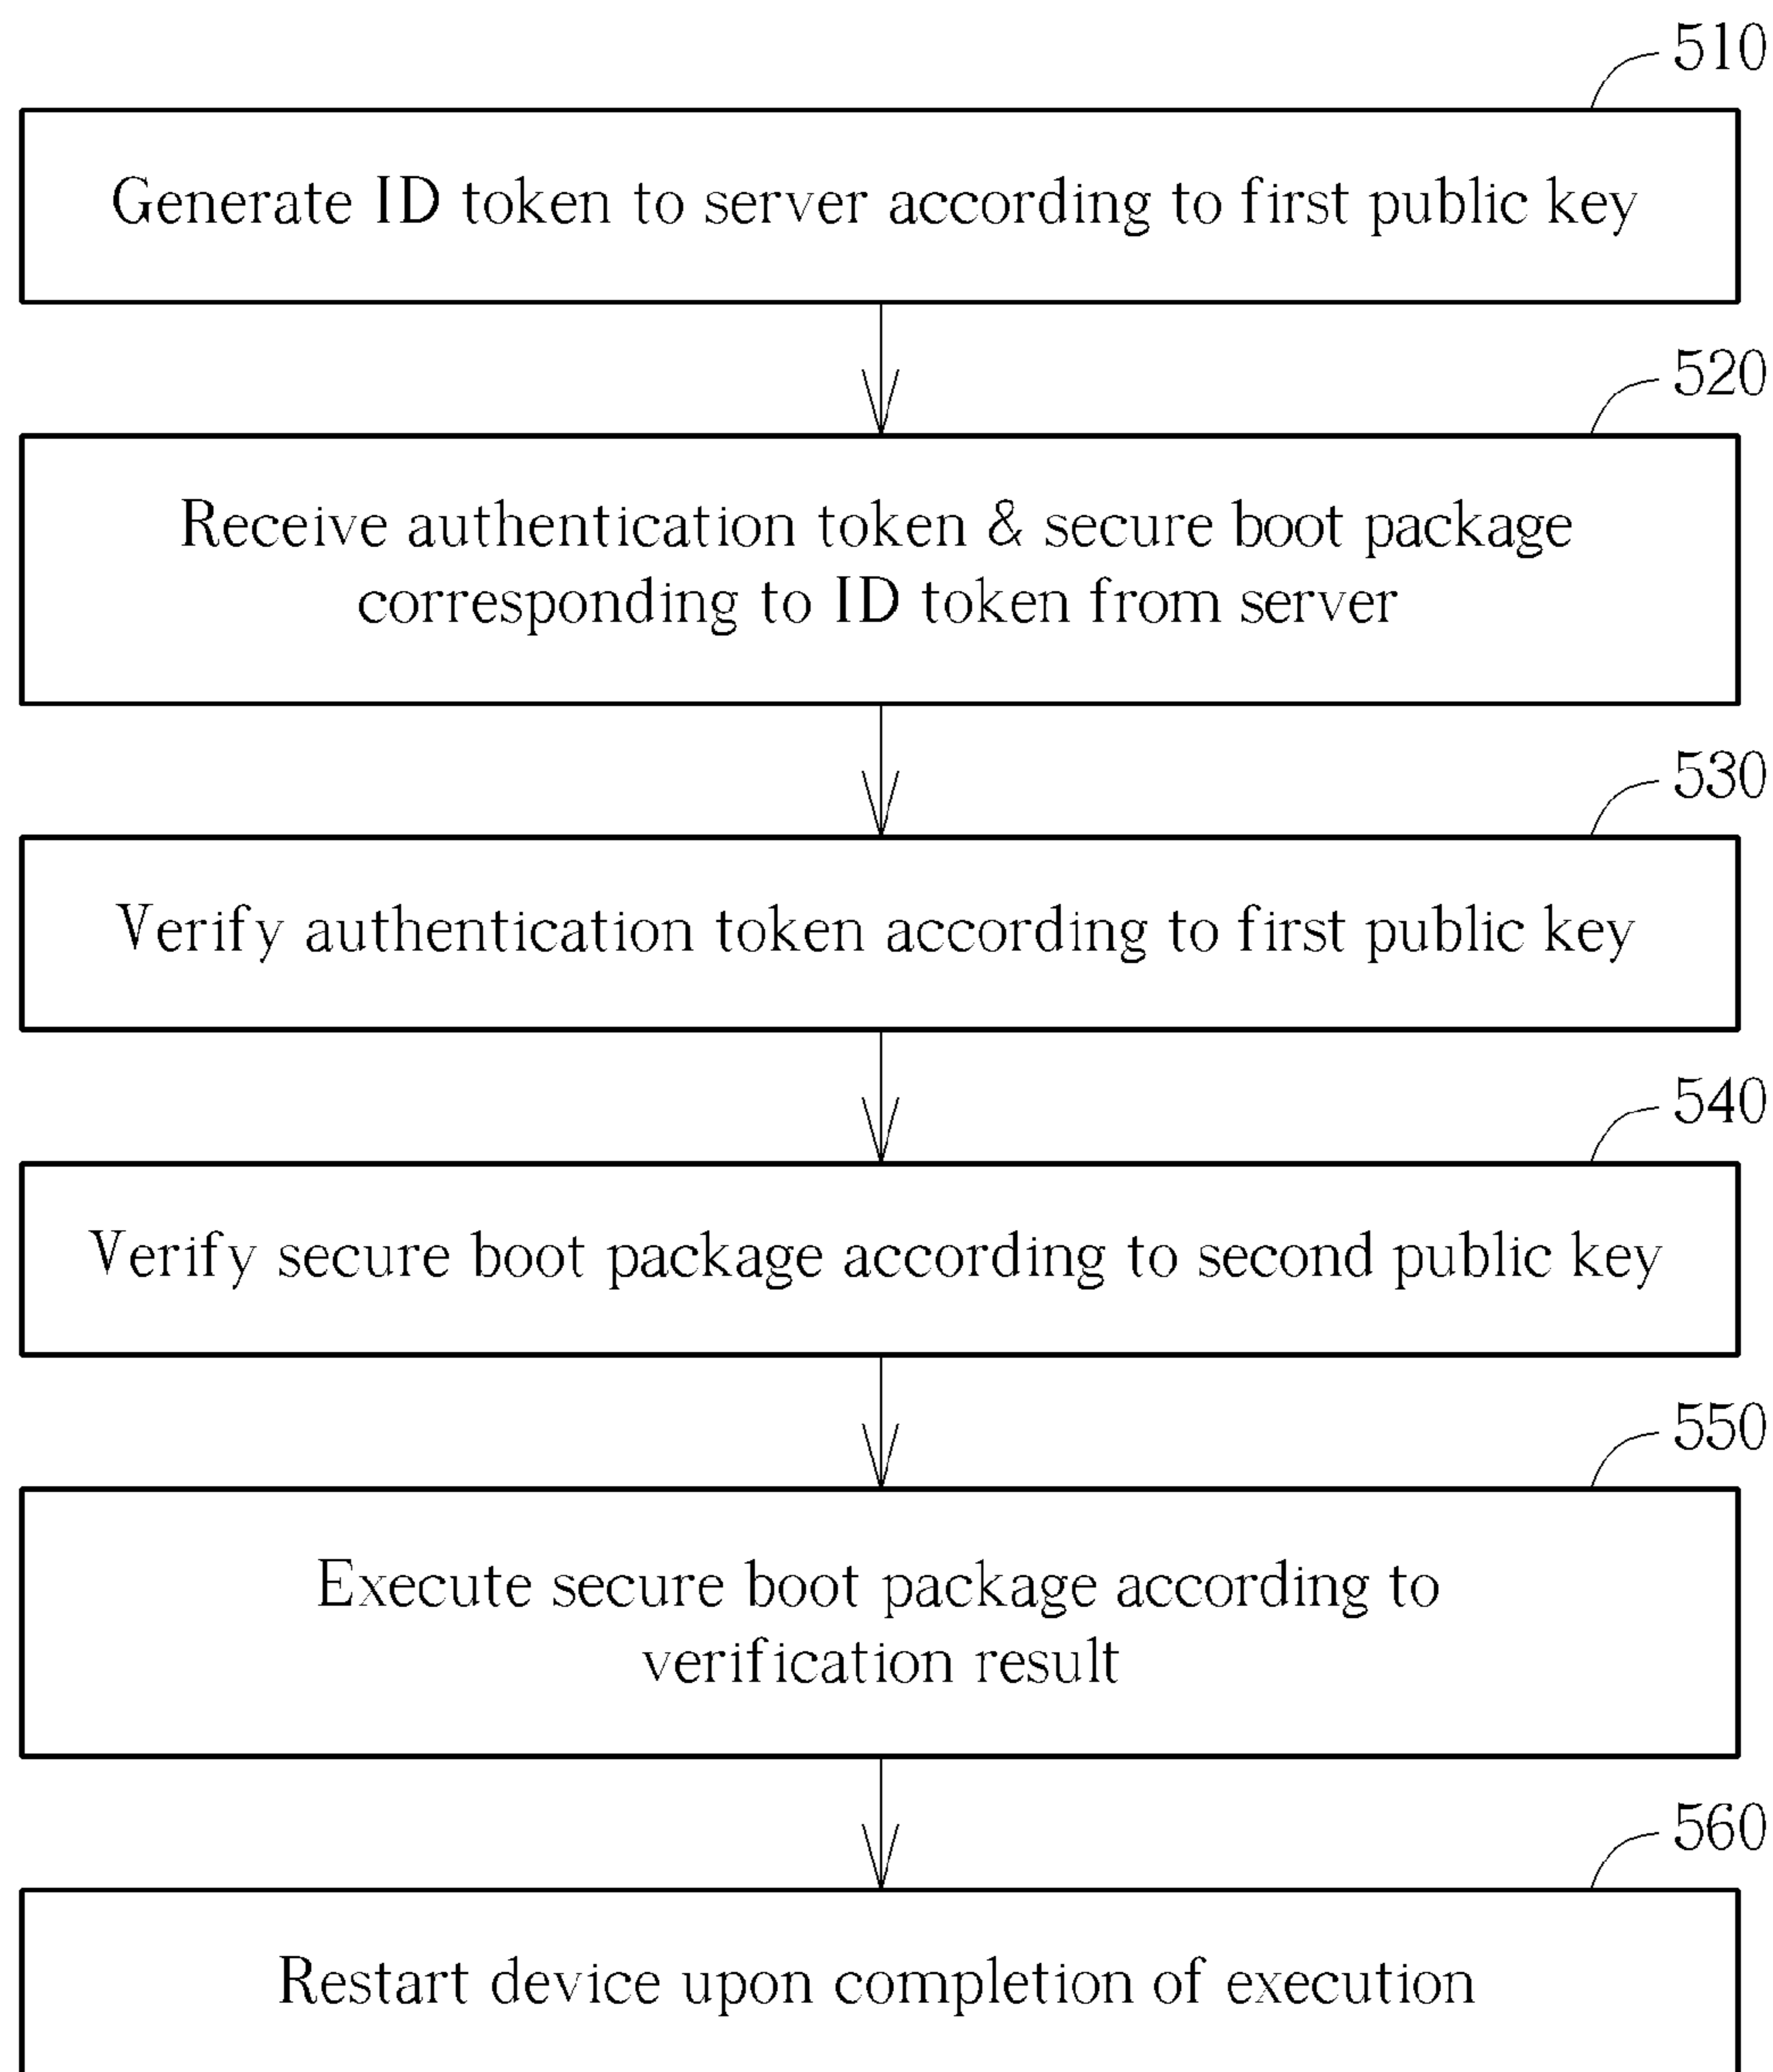 510
Generate ID token to server according to first public key
520
Receive authentication token & secure boot package
corresponding to ID token from server
530
Verify authentication token according to first public key
540
Verify secure boot package according to second public key
550
Execute secure boot package according to
verification result
560
Restart device upon completion of execution